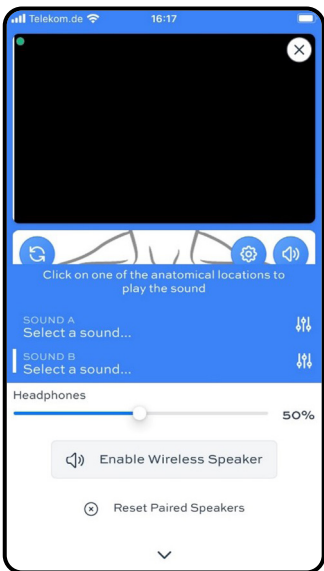 Telekom.de 16:17
Click on one of the anatomical locations to
play the sound
SOUND A
Select a sound...
SOUND B
Select a sound...
Headphones
50%
Enable Wireless Speaker
Reset Paired Speakers